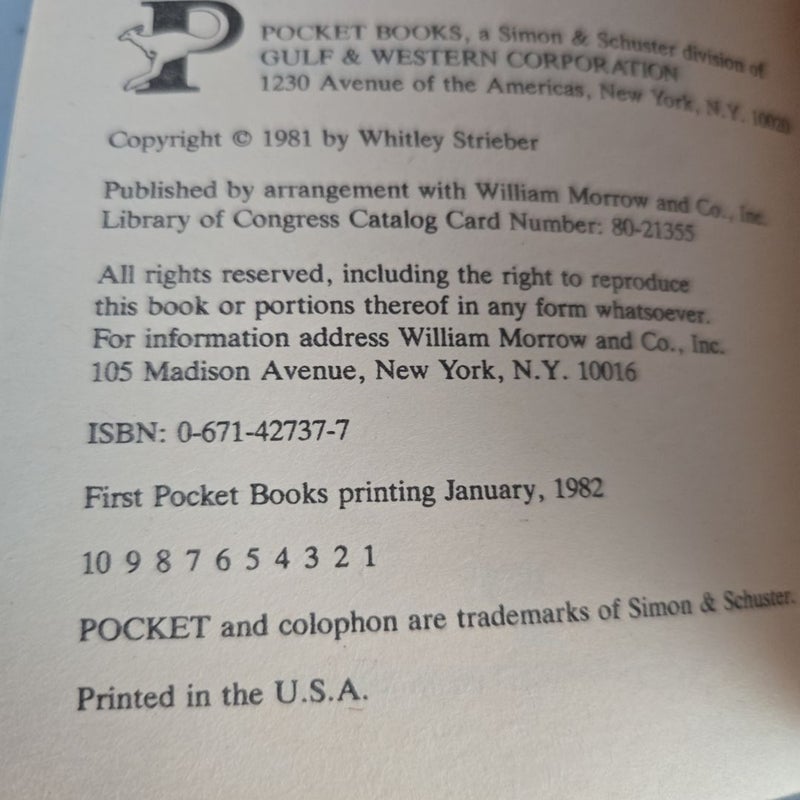 P
POCKET BOOKS, a Simon & Schuster division of
GULF & WESTERN CORPORATION
1230 Avenue of the Americas, New York, N.Y. 10020
Copyright © 1981 by Whitley Strieber
Published by arrangement with William Morrow and Co., Inc.
Library of Congress Catalog Card Number: 80-21355
All rights reserved, including the right to reproduce
this book or portions thereof in any form whatsoever.
For information address William Morrow and Co., Inc.
105 Madison Avenue, New York, N.Y. 10016
ISBN: 0-671-42737-7
First Pocket Books printing January, 1982
10 9 8 7 6 5 4 3 2 1
POCKET and colophon are trademarks of Simon & Schuster.
Printed in the U.S.A.